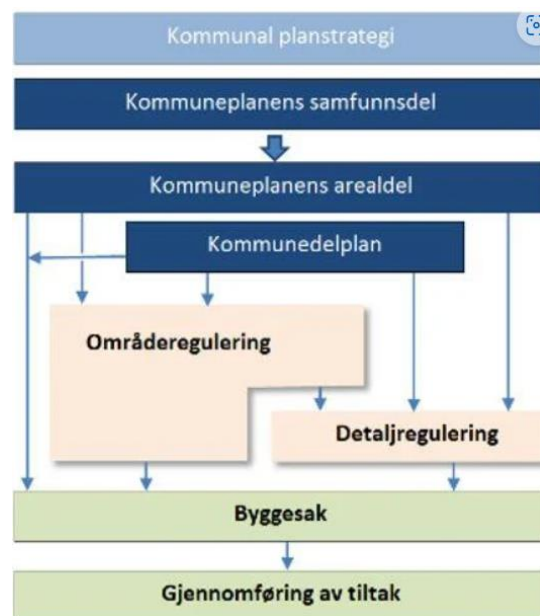 Kommunal planstrategi
Kommuneplanens samfunnsdel
Kommuneplanens arealdel
Kommunedelplan
Områderegulering
Detaljregulering
Byggesak
Gjennomføring av tiltak